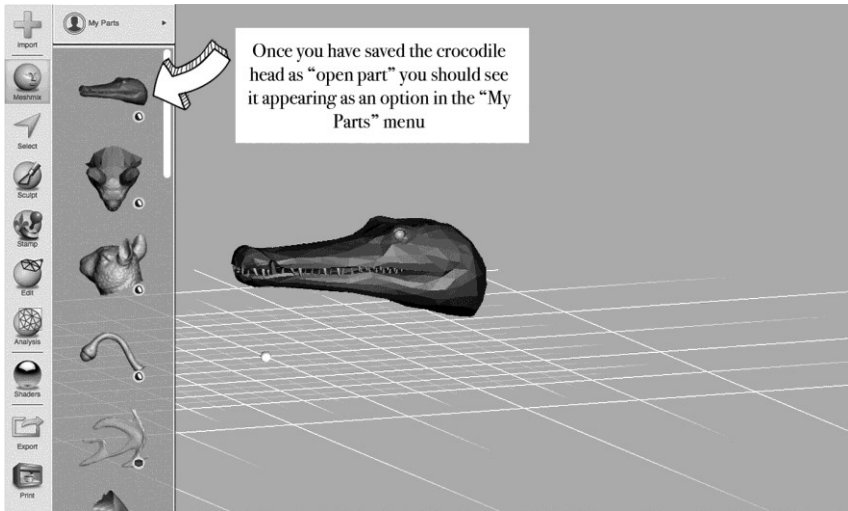 Import
Meshmix
Select
Sculpt
Stamp
Edit
Analysis
Shaders
Export
Print
My Parts
Once you have saved the crocodile
head as “open part” you should see
it appearing as an option in the “My
Parts” menu